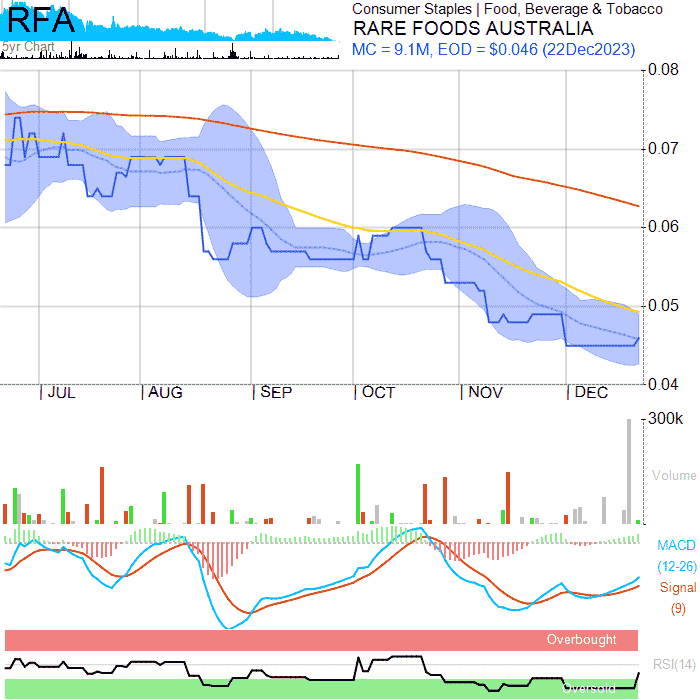 RFA
5yr Chart
Consumer Staples | Food, Beverage & Tobacco
RARE FOODS AUSTRALIA
MC = 9.1M, EOD = $0.046 (22Dec2023)
0.08
0.07
0.06
0.05
0.04
JUL AUG SEP OCT NOV DEC
300k
Volume
MACD
(12-26)
Signal
(9)
Overbought
RSI(14)
Oversold